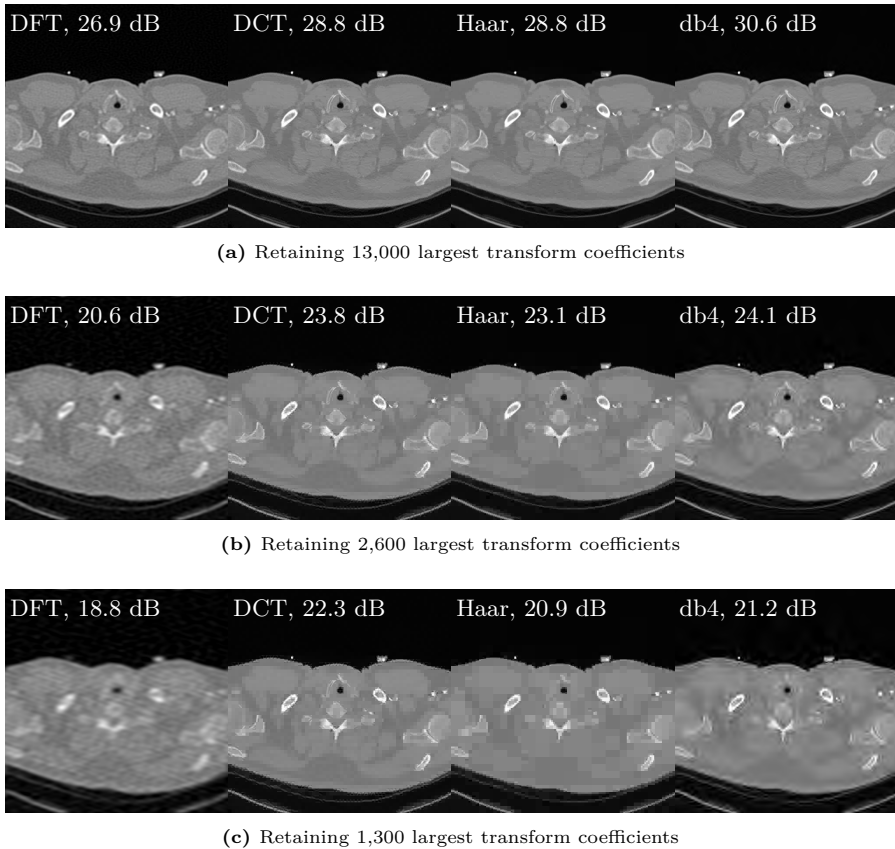 DFT, 26.9 dB DCT, 28.8 dB Haar, 28.8 dB db4, 30.6 dB
(a) Retaining 13,000 largest transform coefficients
DFT, 20.6 dB DCT, 23.8 dB Haar, 23.1 dB db4, 24.1 dB
(b) Retaining 2,600 largest transform coefficients
DFT, 18.8 dB DCT, 22.3 dB Haar, 20.9 dB db4, 21.2 dB
(c) Retaining 1,300 largest transform coefficients